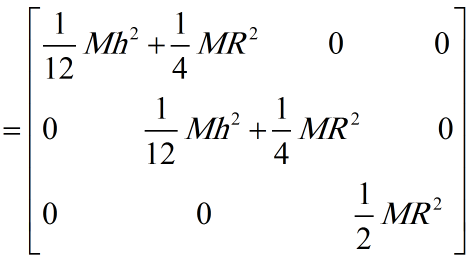 = [ 1/12 Mh² + 1/4 MR² 0 0
0 1/12 Mh² + 1/4 MR² 0
0 0 1/2 MR² ]